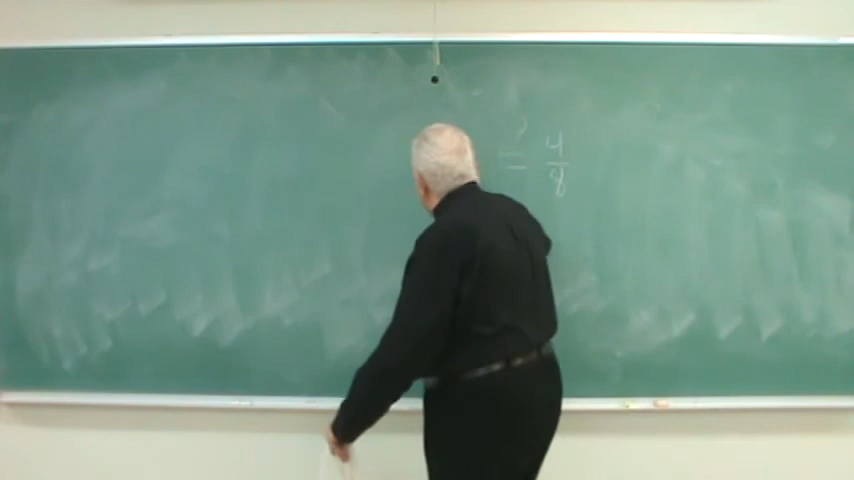 ?
= 4/8